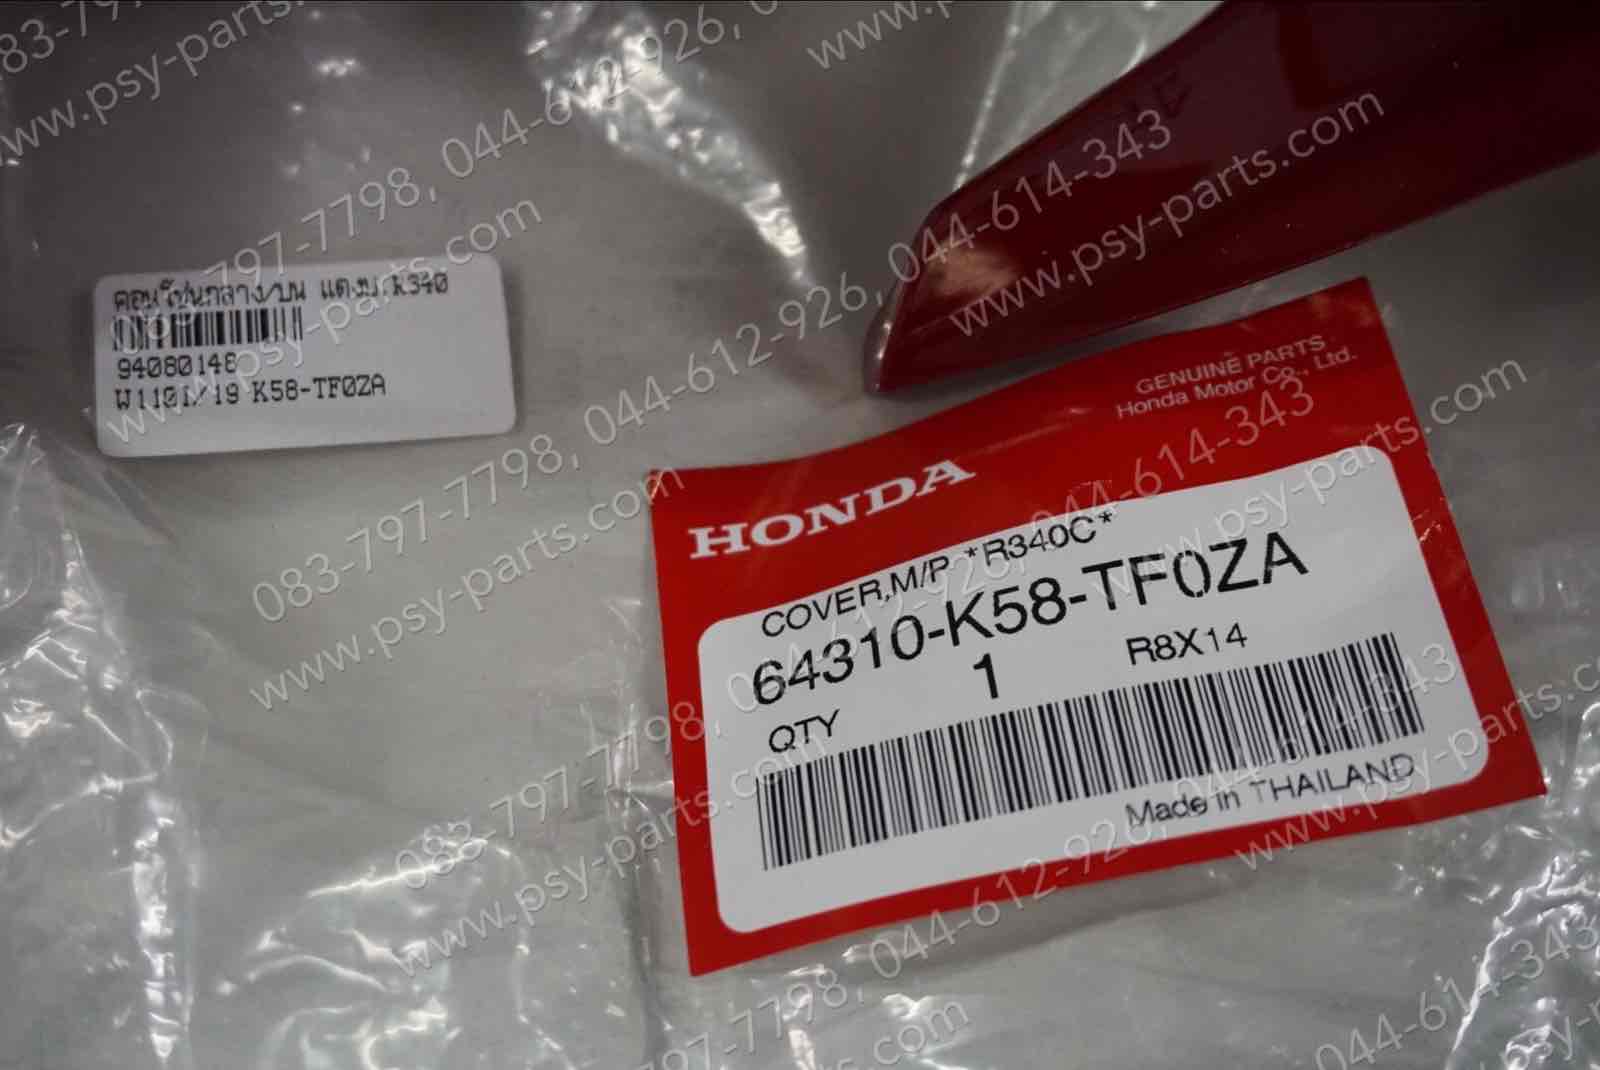 คอนโซนกลาง/บน แดงบ.R340
94080148
W1101/19 K58-TF0ZA
GENUINE PARTS
Honda Motor Co., Ltd.
HONDA
COVER,M/P *R340C*
64310-K58-TF0ZA
1 R8X14
QTY
Made in THAILAND
083-797-7798, 044-612-926, 044-614-343
www.psy-parts.com